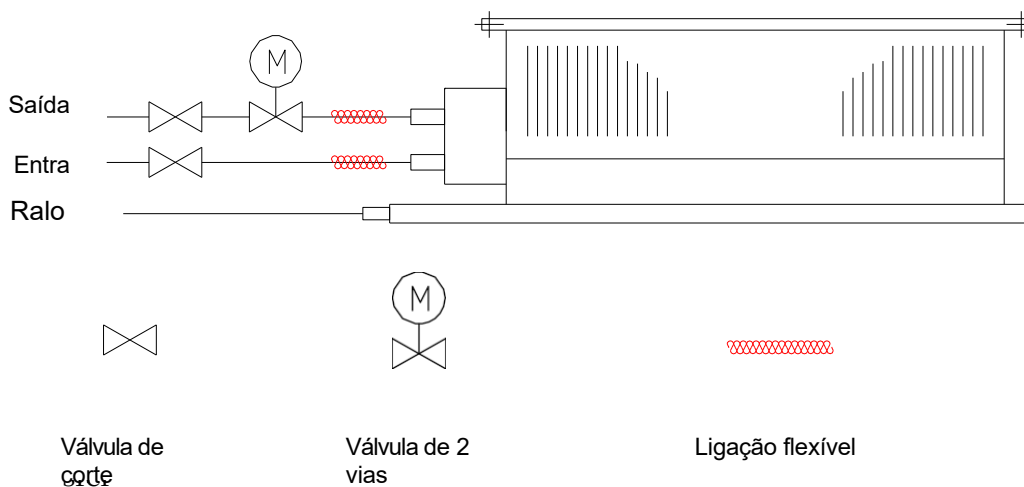 M
Saída
Entra
Ralo
M
Válvula de
corte
Válvula de 2
vias
Ligação flexível